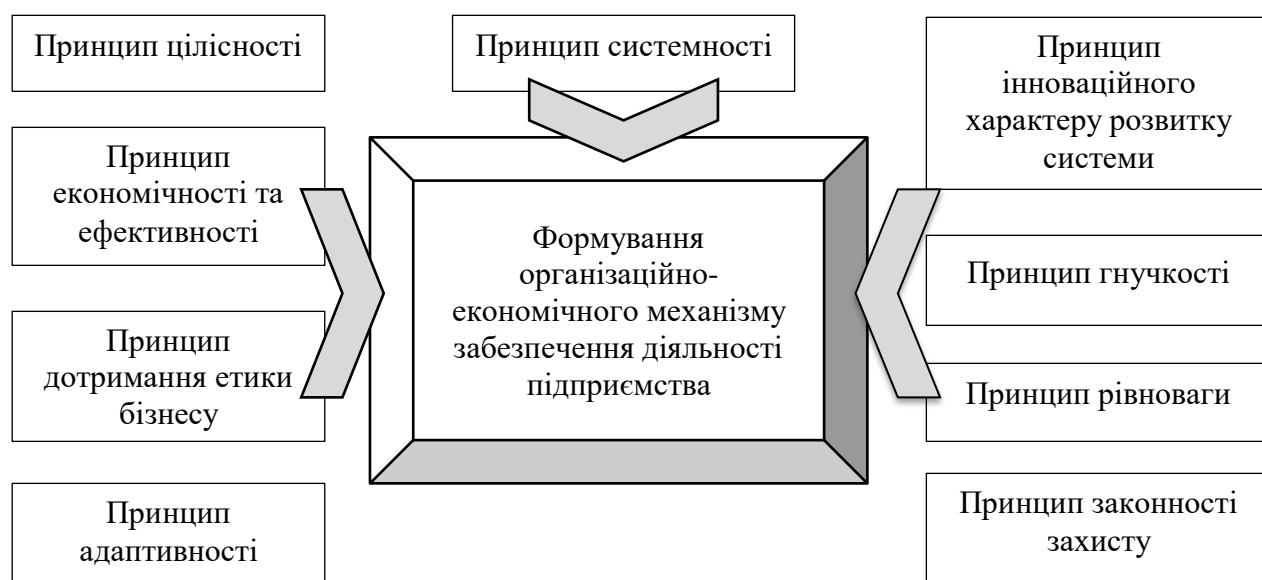 Принцип цілісності
Принцип системності
Принцип
інноваційного
характеру розвитку
системи
Принцип
економічності та
ефективності
Формування
організаційно-
економічного механізму
забезпечення діяльності
підприємства
Принцип гнучкості
Принцип
дотримання етики
бізнесу
Принцип рівноваги
Принцип
адаптивності
Принцип законності
захисту